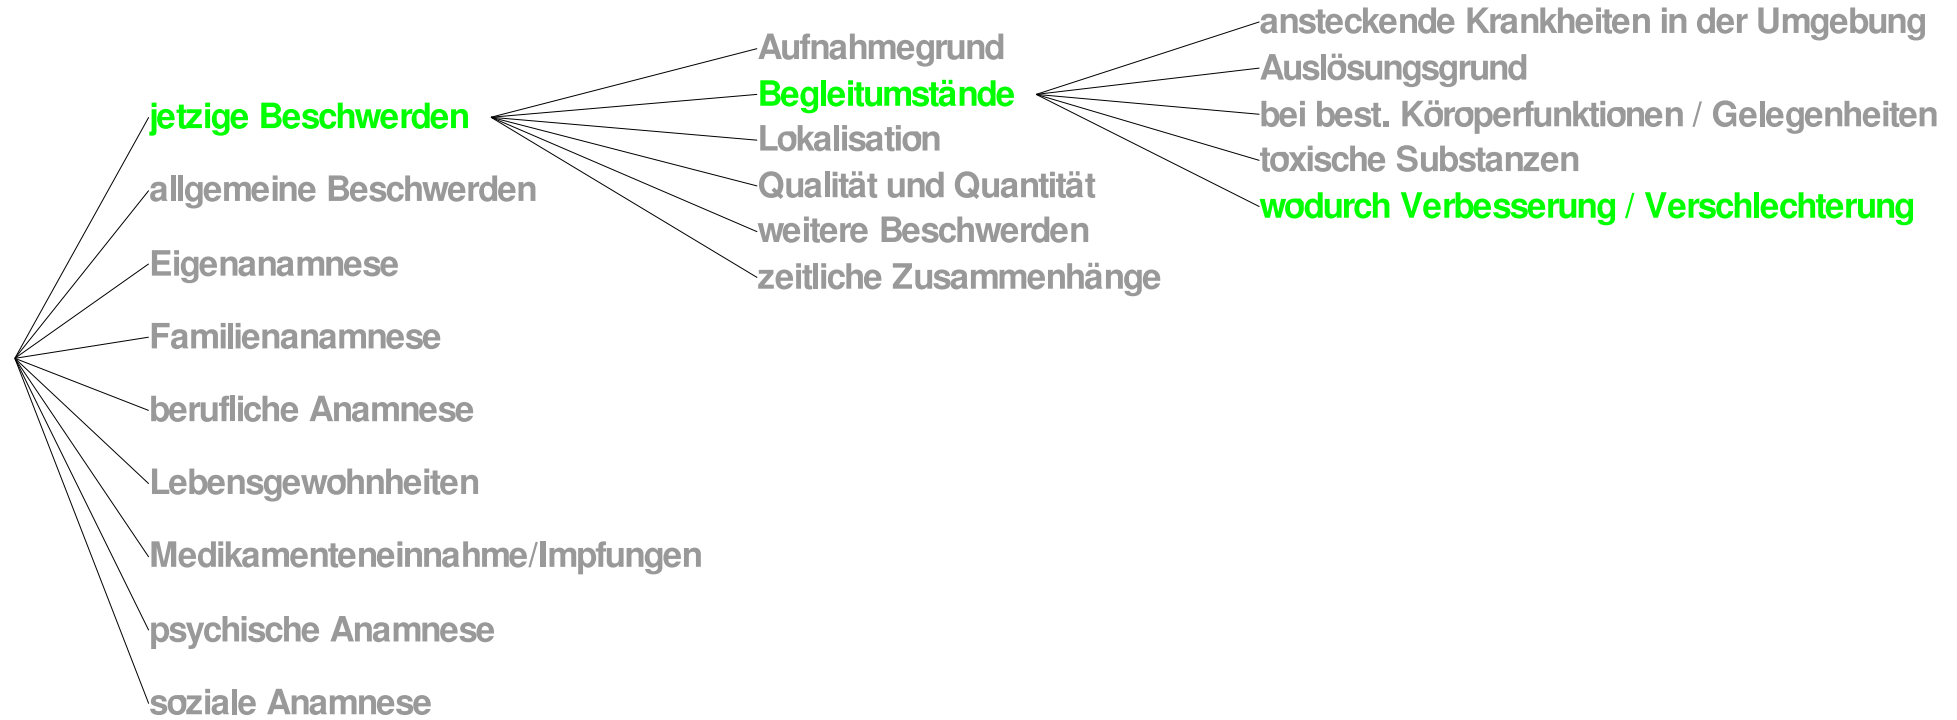 jetzige Beschwerden
allgemeine Beschwerden
Eigenanamnese
Familienanamnese
berufliche Anamnese
Lebensgewohnheiten
Medikamenteneinnahme/Impfungen
psychische Anamnese
soziale Anamnese
Aufnahmegrund
Begleitumstände
Lokalisation
Qualität und Quantität
weitere Beschwerden
zeitliche Zusammenhänge
ansteckende Krankheiten in der Umgebung
Auslösungsgrund
bei best. Köroperfunktionen / Gelegenheiten
toxische Substanzen
wodurch Verbesserung / Verschlechterung